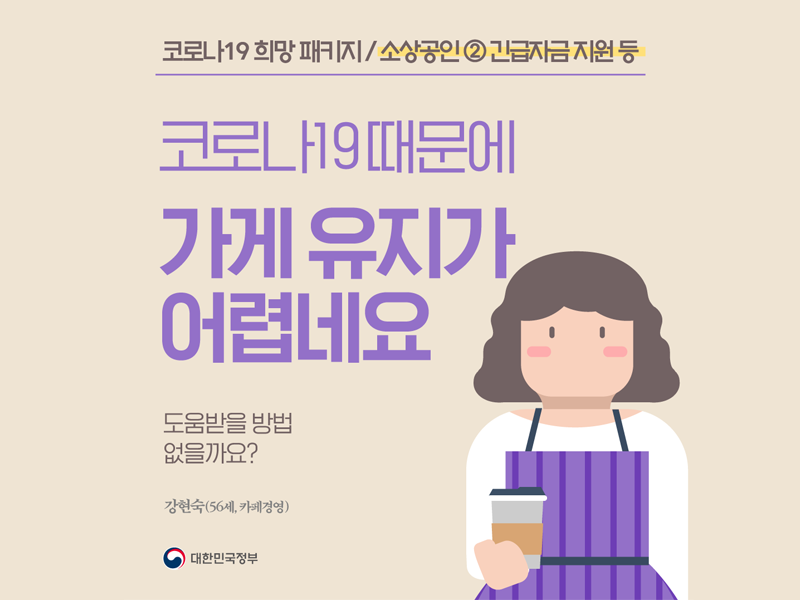 코로나19 희망 패키지 / 소상공인 ② 긴급자금 지원 등
코로나19 때문에
가게 유지가
어렵네요
도움받을 방법
없을까요?
강현숙(56세, 카페경영)
대한민국정부